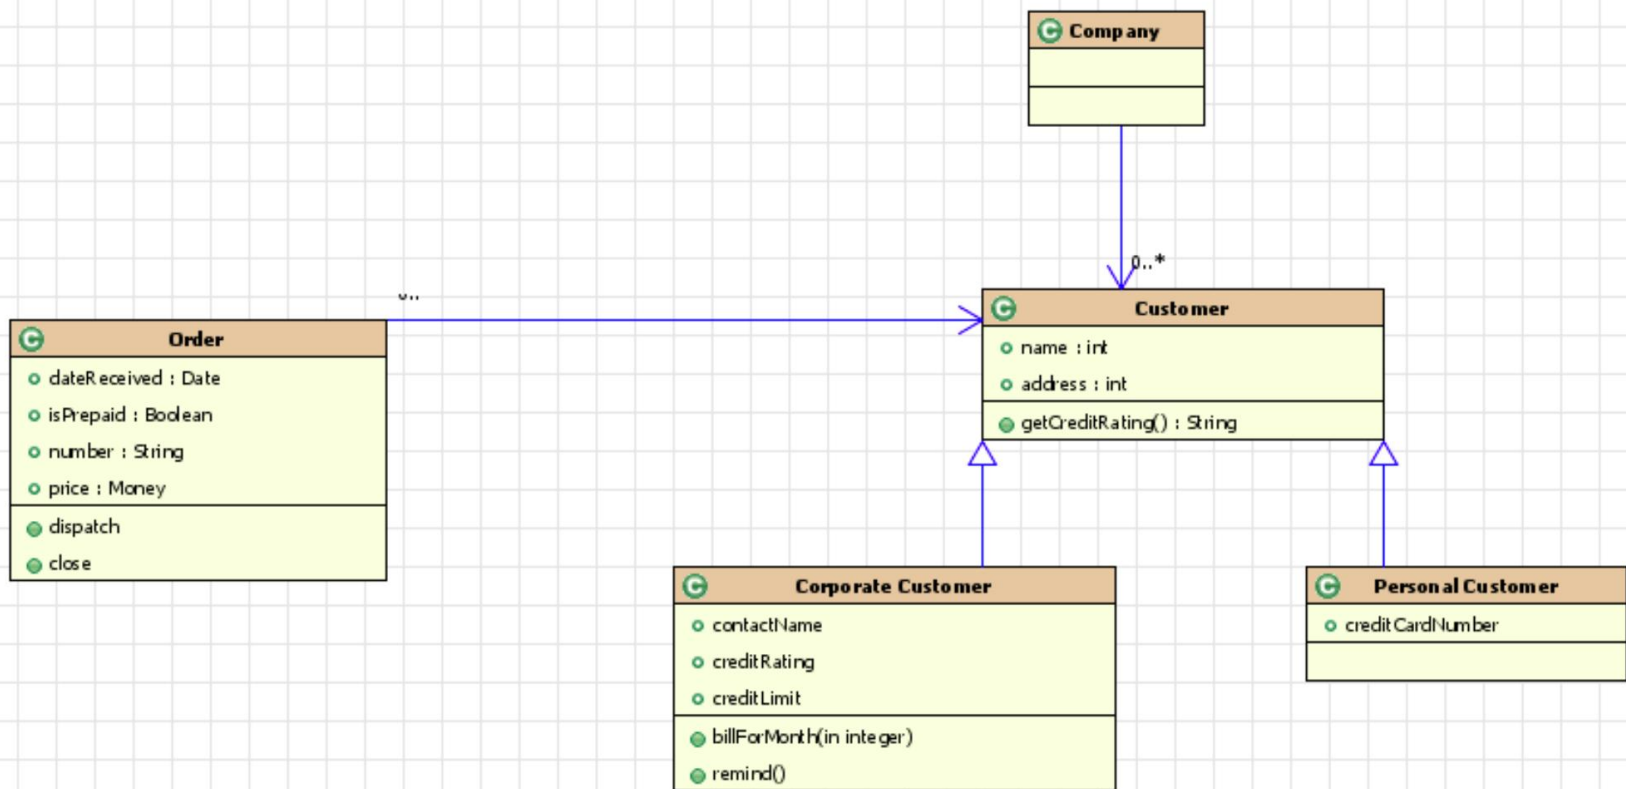 Company
0..*
Order
dateReceived : Date
isPrepaid : Boolean
number : String
price : Money
dispatch
close
Customer
name : int
address : int
getCreditRating() : String
Corporate Customer
contactName
creditRating
creditLimit
billForMonth(in integer)
remind()
Personal Customer
creditCardNumber